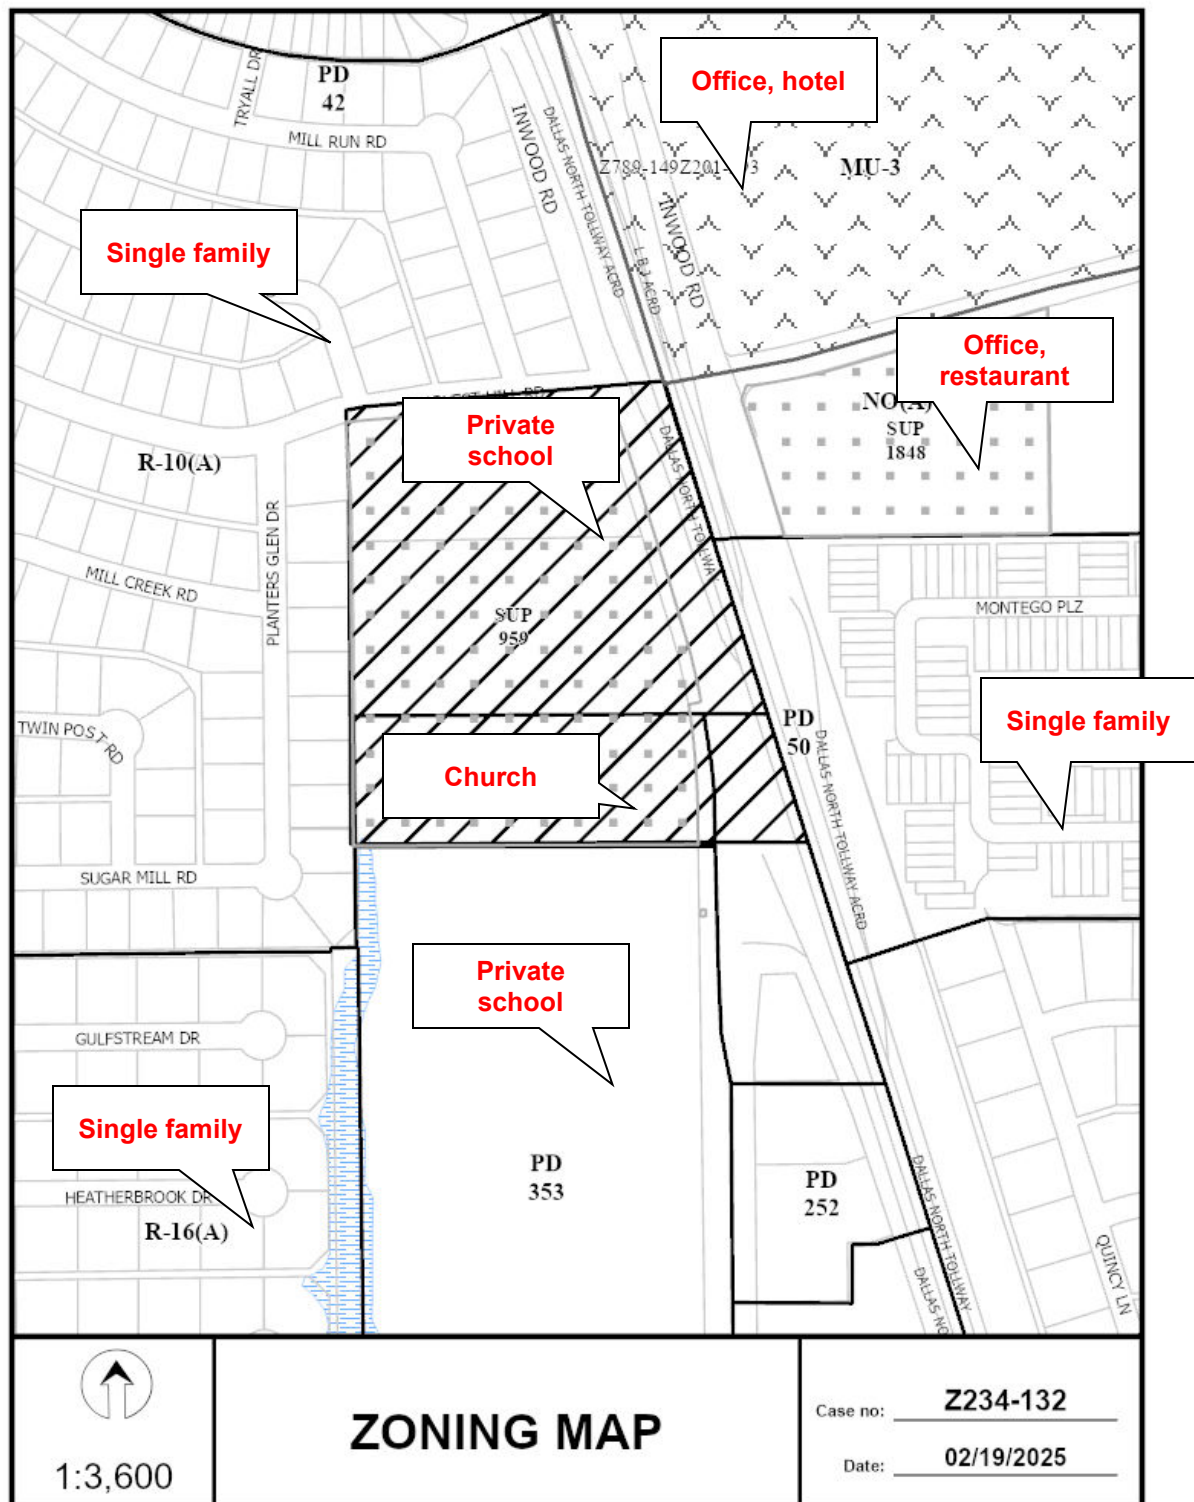 PD
42
TRYALL DR
MILL RUN RD
INWOOD RD
DALLAS NORTH TOLLWAY ACRD
Office, hotel
MU-3
INWOOD RD
L B J ACRD
Single family
Office,
restaurant
NO(A)
SUP
1848
Private
school
DALLAS NORTH TOLLWA
R-10(A)
PLANTERS GLEN DR
MILL CREEK RD
SUP
959
MONTEGO PLZ
TWIN POST RD
PD
50
Single family
DALLAS NORTH TOLLWAY ACRD
Church
SUGAR MILL RD
Private
school
GULFSTREAM DR
Single family
HEATHERBROOK DR
R-16(A)
PD
353
PD
252
DALLAS NORTH TOLLWAY
DALLAS NO
QUINCY LN
1:3,600
ZONING MAP
Case no: Z234-132
Date: 02/19/2025